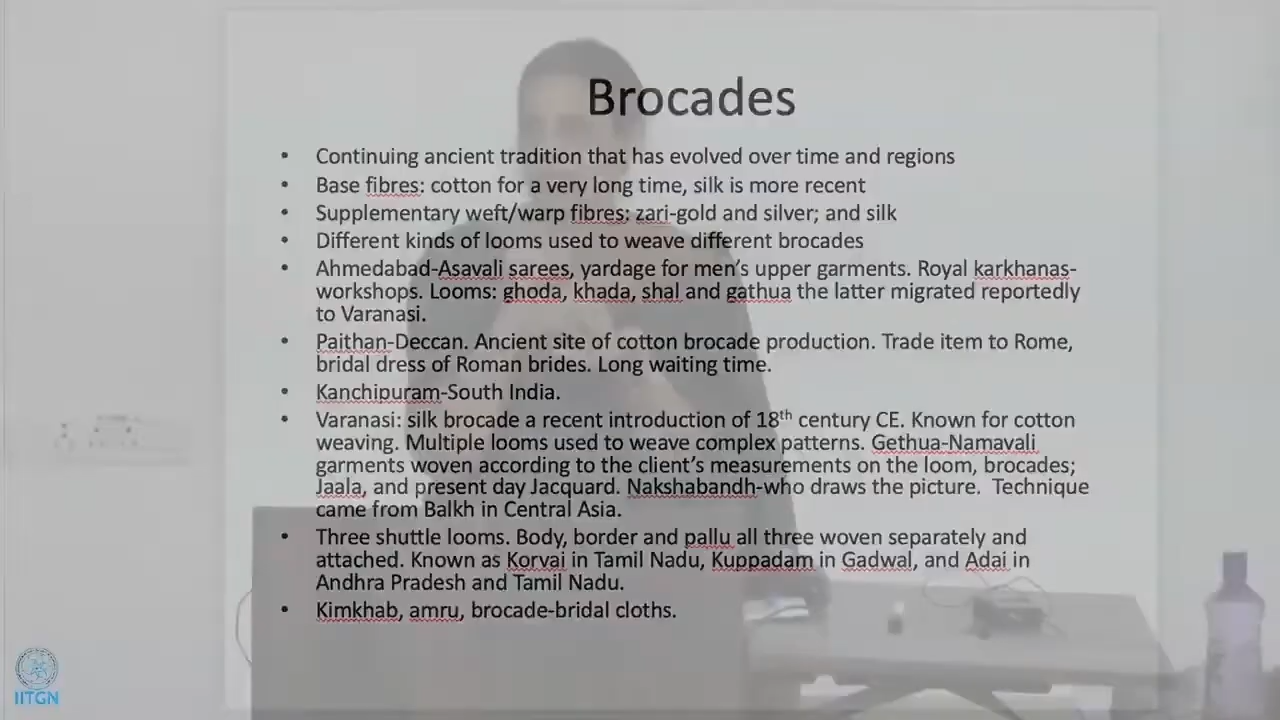 Brocades
• Continuing ancient tradition that has evolved over time and regions
• Base fibres: cotton for a very long time, silk is more recent
• Supplementary weft/warp fibres: zari-gold and silver; and silk
• Different kinds of looms used to weave different brocades
• Ahmedabad-Asavali sarees, yardage for men's upper garments. Royal karkhanas-
workshops. Looms: ghoda, khada, shal and gathua the latter migrated reportedly
to Varanasi.
• Paithan-Deccan. Ancient site of cotton brocade production. Trade item to Rome,
bridal dress of Roman brides. Long waiting time.
• Kanchipuram-South India.
• Varanasi: silk brocade a recent introduction of 18th century CE. Known for cotton
weaving. Multiple looms used to weave complex patterns. Gethua-Namavali
garments woven according to the client's measurements on the loom, brocades;
Jaala, and present day Jacquard. Nakshabandh-who draws the picture. Technique
came from Balkh in Central Asia.
• Three shuttle looms. Body, border and pallu all three woven separately and
attached. Known as Korvai in Tamil Nadu, Kuppadam in Gadwal, and Adai in
Andhra Pradesh and Tamil Nadu.
• Kimkhab, amru, brocade-bridal cloths.
IITGN